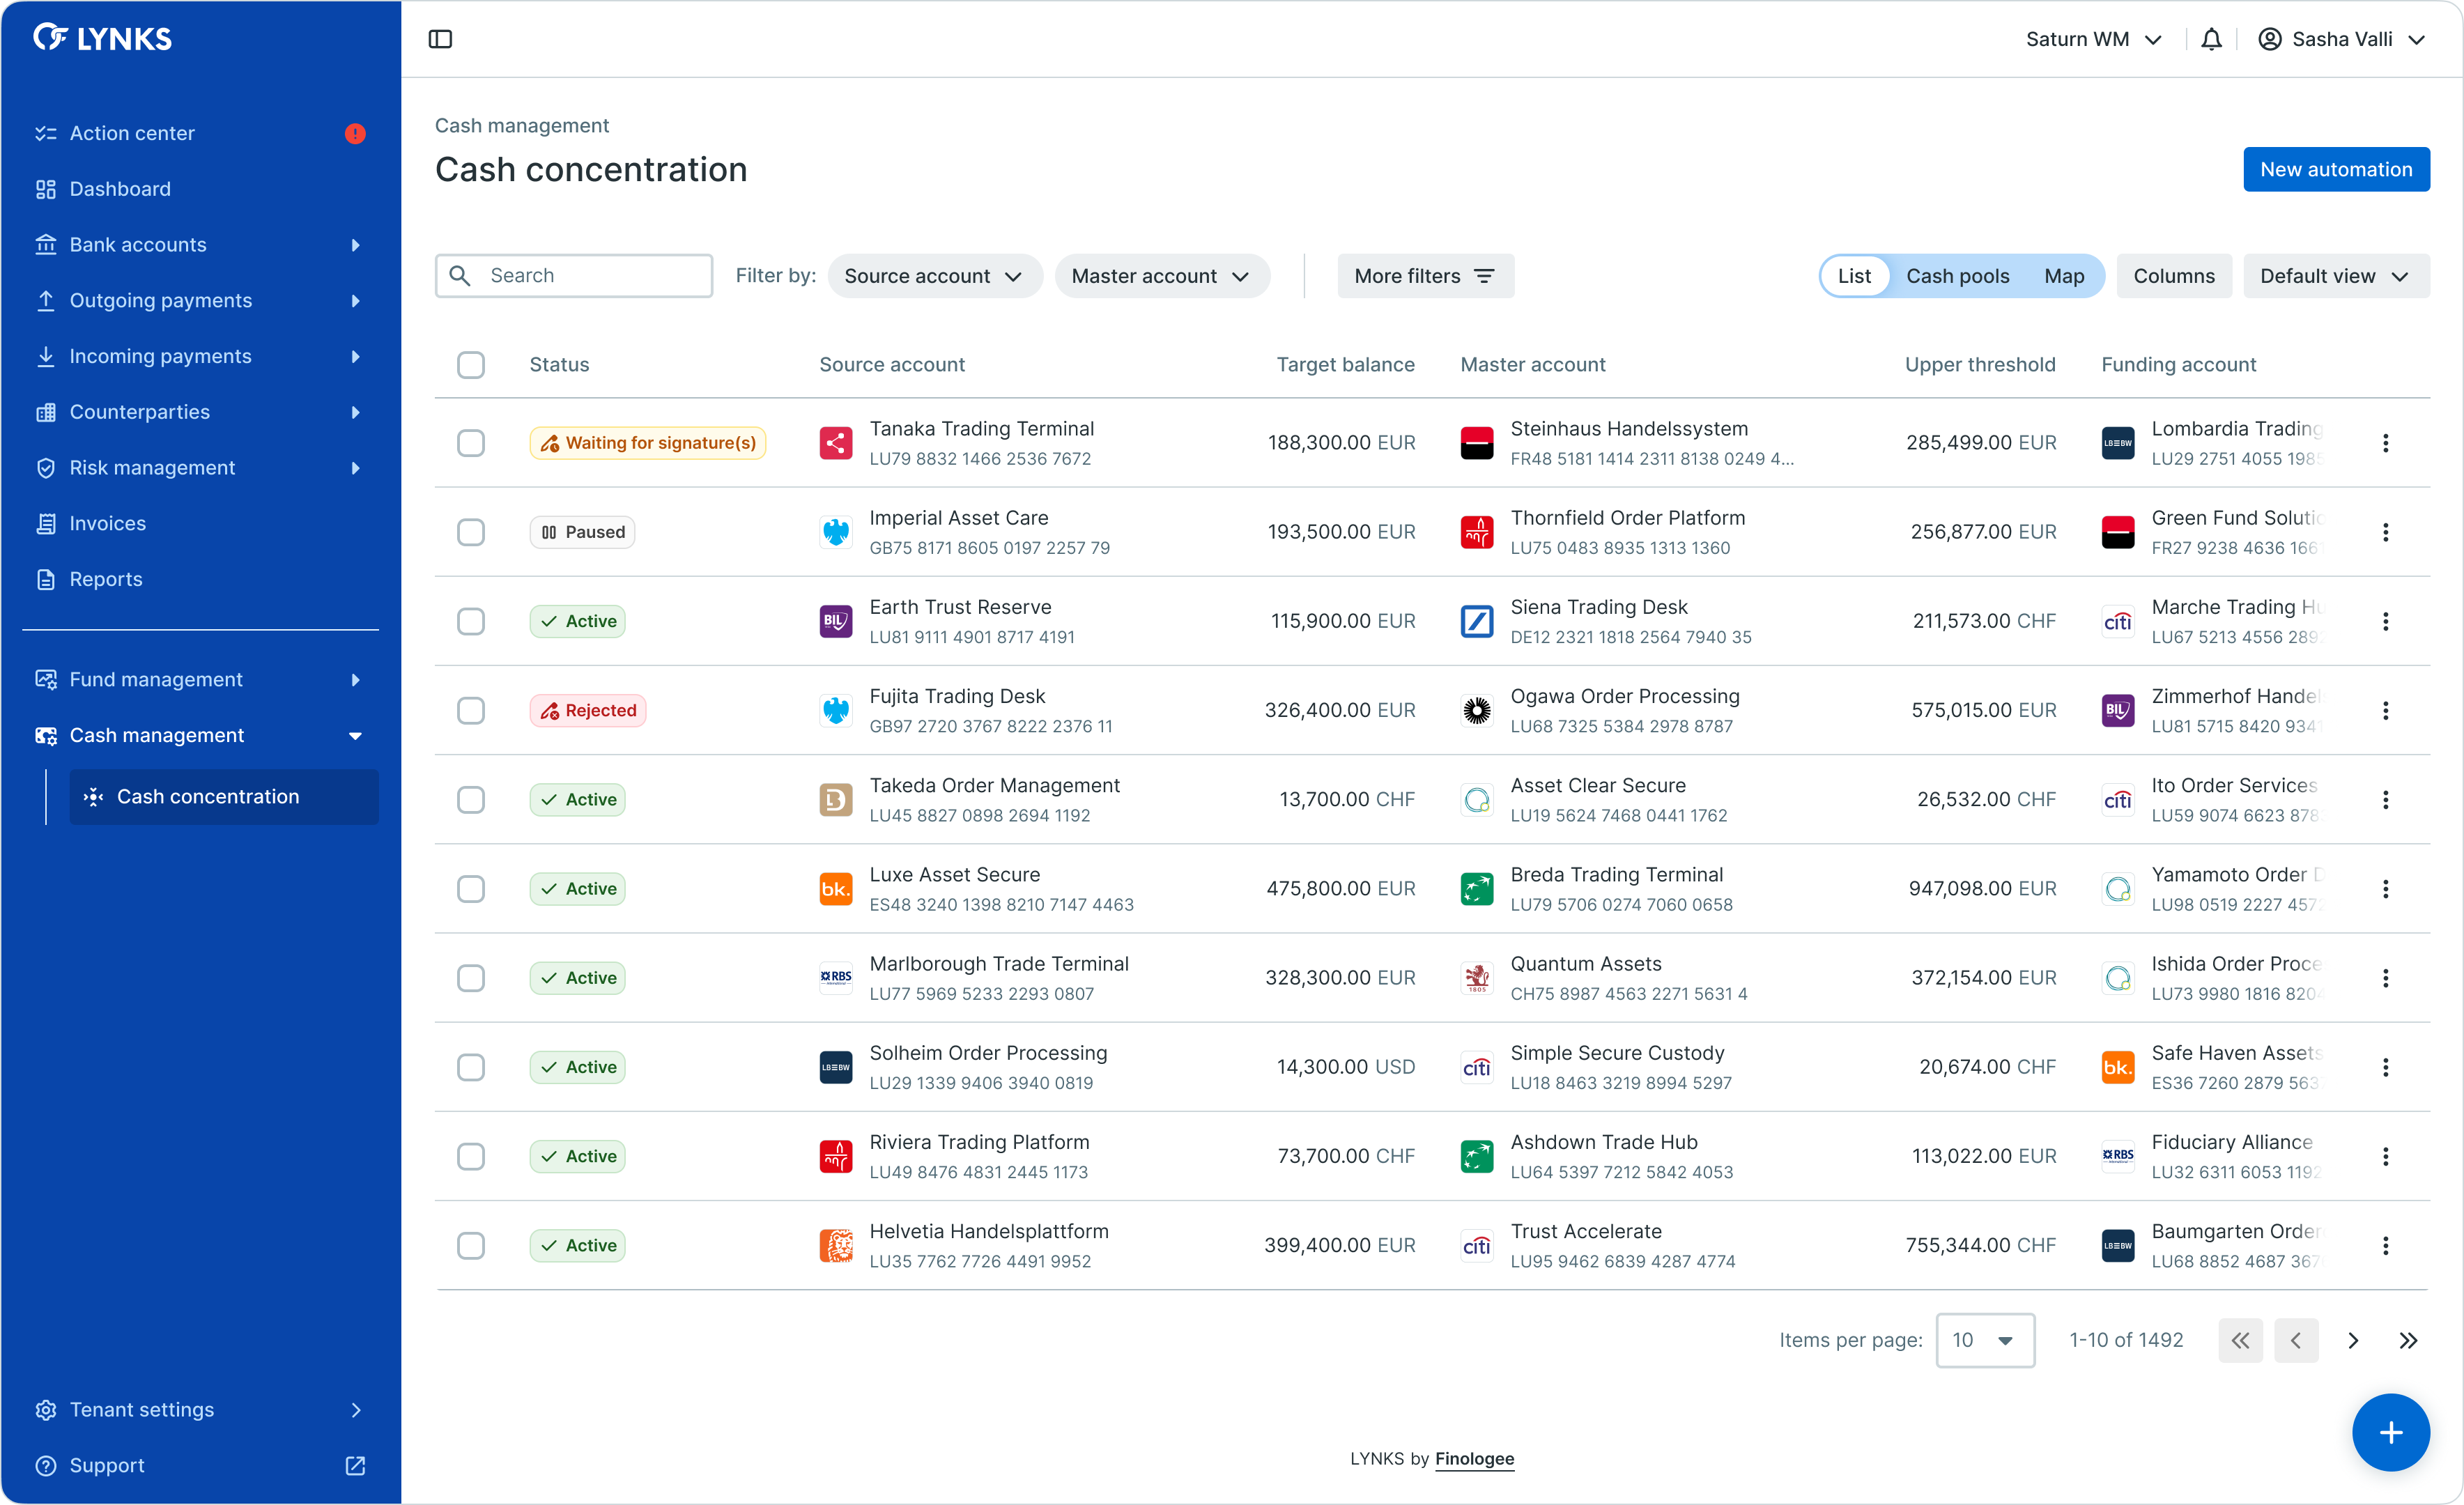 LYNKS
Saturn WM
Sasha Valli
Action center
Dashboard
Bank accounts
Outgoing payments
Incoming payments
Counterparties
Risk management
Invoices
Reports
Fund management
Cash management
Cash concentration
Tenant settings
Support
Cash management
Cash concentration
New automation
Search
Filter by:
Source account
Master account
More filters
List
Cash pools
Map
Columns
Default view
Status Source account Target balance Master account Upper threshold Funding account
Waiting for signature(s) Tanaka Trading Terminal 188,300.00 EUR Steinhaus Handelssystem 285,499.00 EUR LB≡BW Lombardia Trading
LU79 8832 1466 2536 7672 FR48 5181 1414 2311 8138 0249 4... LU29 2751 4055 1985
Paused Imperial Asset Care 193,500.00 EUR Thornfield Order Platform 256,877.00 EUR Green Fund
GB75 8171 8605 0197 2257 79 LU75 0483 8935 1313 1360 FR27 9238 4636
Active BIL Earth Trust Reserve 115,900.00 EUR Siena Trading Desk 211,573.00 CHF citi Marche Trading
LU81 9111 4901 8717 4191 DE12 2321 1818 2564 7940 35 LU67 5213 4556
Rejected Fujita Trading Desk 326,400.00 EUR Ogawa Order Processing 575,015.00 EUR BIL Zimmerhof
GB97 2720 3767 8222 2376 11 LU68 7325 5384 2978 8787 LU81 5715 8420
Active Takeda Order Management 13,700.00 CHF Asset Clear Secure 26,532.00 CHF citi Ito Order Services
LU45 8827 0898 2694 1192 LU19 5624 7468 0441 1762 LU59 9074 6623
Active bk. Luxe Asset Secure 475,800.00 EUR Breda Trading Terminal 947,098.00 EUR Yamamoto Order
ES48 3240 1398 8210 7147 4463 LU79 5706 0274 7060 0658 LU98 0519 2227
Active RBS Marlborough Trade Terminal 328,300.00 EUR 1805 Quantum Assets 372,154.00 EUR Ishida Order
LU77 5969 5233 2293 0807 CH75 8987 4563 2271 5631 4 LU73 9980 1816
Active LB≡BW Solheim Order Processing 14,300.00 USD citi Simple Secure Custody 20,674.00 CHF bk. Safe Haven Assets
LU29 1339 9406 3940 0819 LU18 8463 3219 8994 5297 ES36 7260 2879
Active Riviera Trading Platform 73,700.00 CHF Ashdown Trade Hub 113,022.00 EUR RBS Fiduciary Alliance
LU49 8476 4831 2445 1173 LU64 5397 7212 5842 4053 LU32 6311 6053 1192
Active Helvetia Handelsplattform 399,400.00 EUR citi Trust Accelerate 755,344.00 CHF LB≡BW Baumgarten Order
LU35 7762 7726 4491 9952 LU95 9462 6839 4287 4774 LU68 8852 4687
Items per page: 10 1-10 of 1492
LYNKS by Finologee